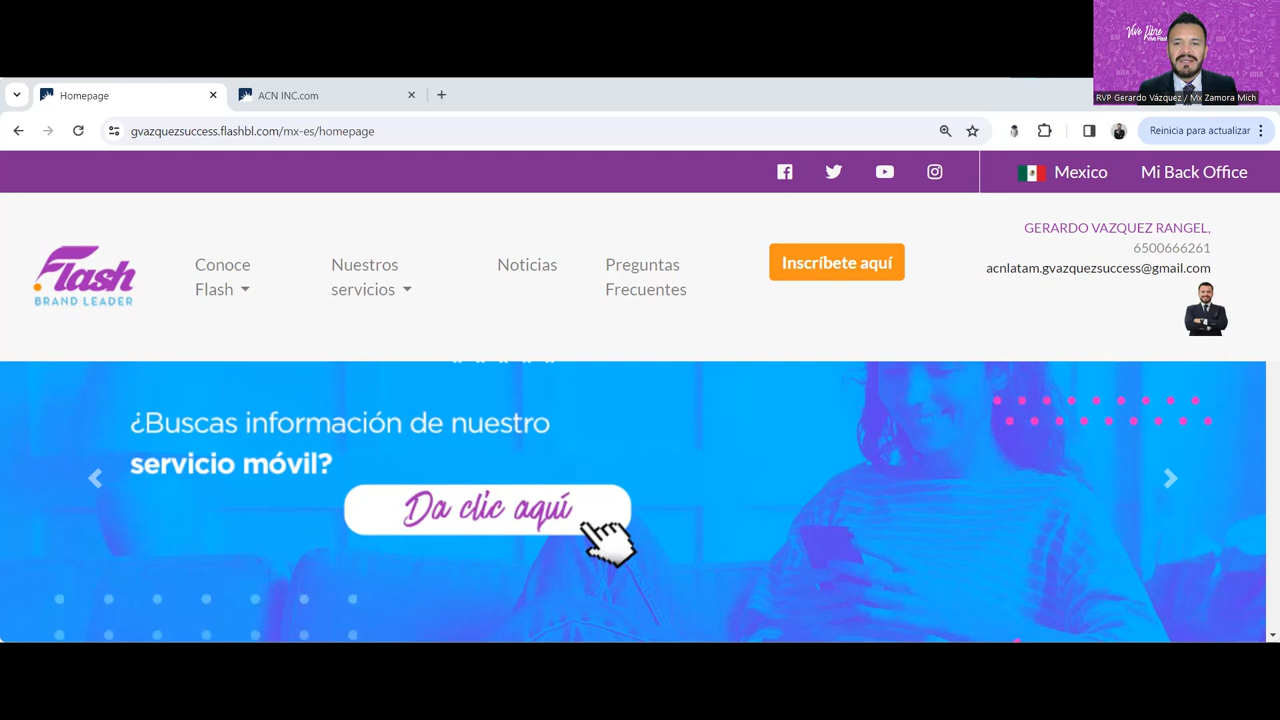 Vive Libre
Vive Flash
RVP Gerardo Vázquez / Mx Zamora Mich
Homepage
ACN INC.com
gvazquezsuccess.flashbl.com/mx-es/homepage
Reinicia para actualizar
Mexico
Mi Back Office
Flash
BRAND LEADER
Conoce
Flash
Nuestros
servicios
Noticias
Preguntas
Frecuentes
Inscríbete aquí
GERARDO VAZQUEZ RANGEL,
6500666261
acnlatam.gvazquezsuccess@gmail.com
¿Buscas información de nuestro
servicio móvil?
Da clic aquí